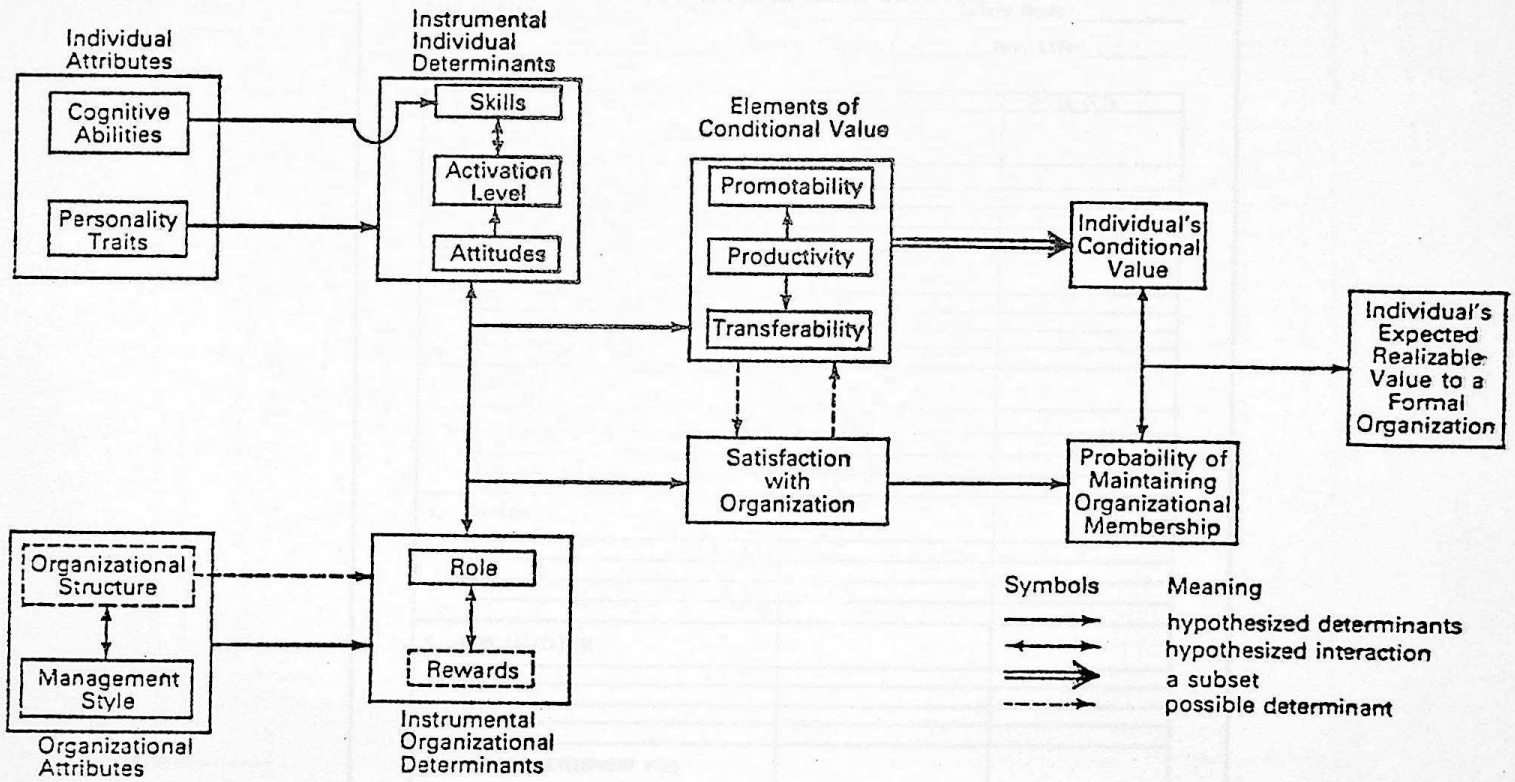 Individual
Attributes
Cognitive
Abilities
Personality
Traits
Instrumental
Individual
Determinants
Skills
Activation
Level
Attitudes
Elements of
Conditional Value
Promotability
Productivity
Transferability
Individual's
Conditional
Value
Individual's
Expected
Realizable
Value to a
Formal
Organization
Satisfaction
with
Organization
Probability of
Maintaining
Organizational
Membership
Organizational
Structure
Management
Style
Organizational
Attributes
Role
Rewards
Instrumental
Organizational
Determinants
Symbols Meaning
hypothesized determinants
hypothesized interaction
a subset
possible determinant